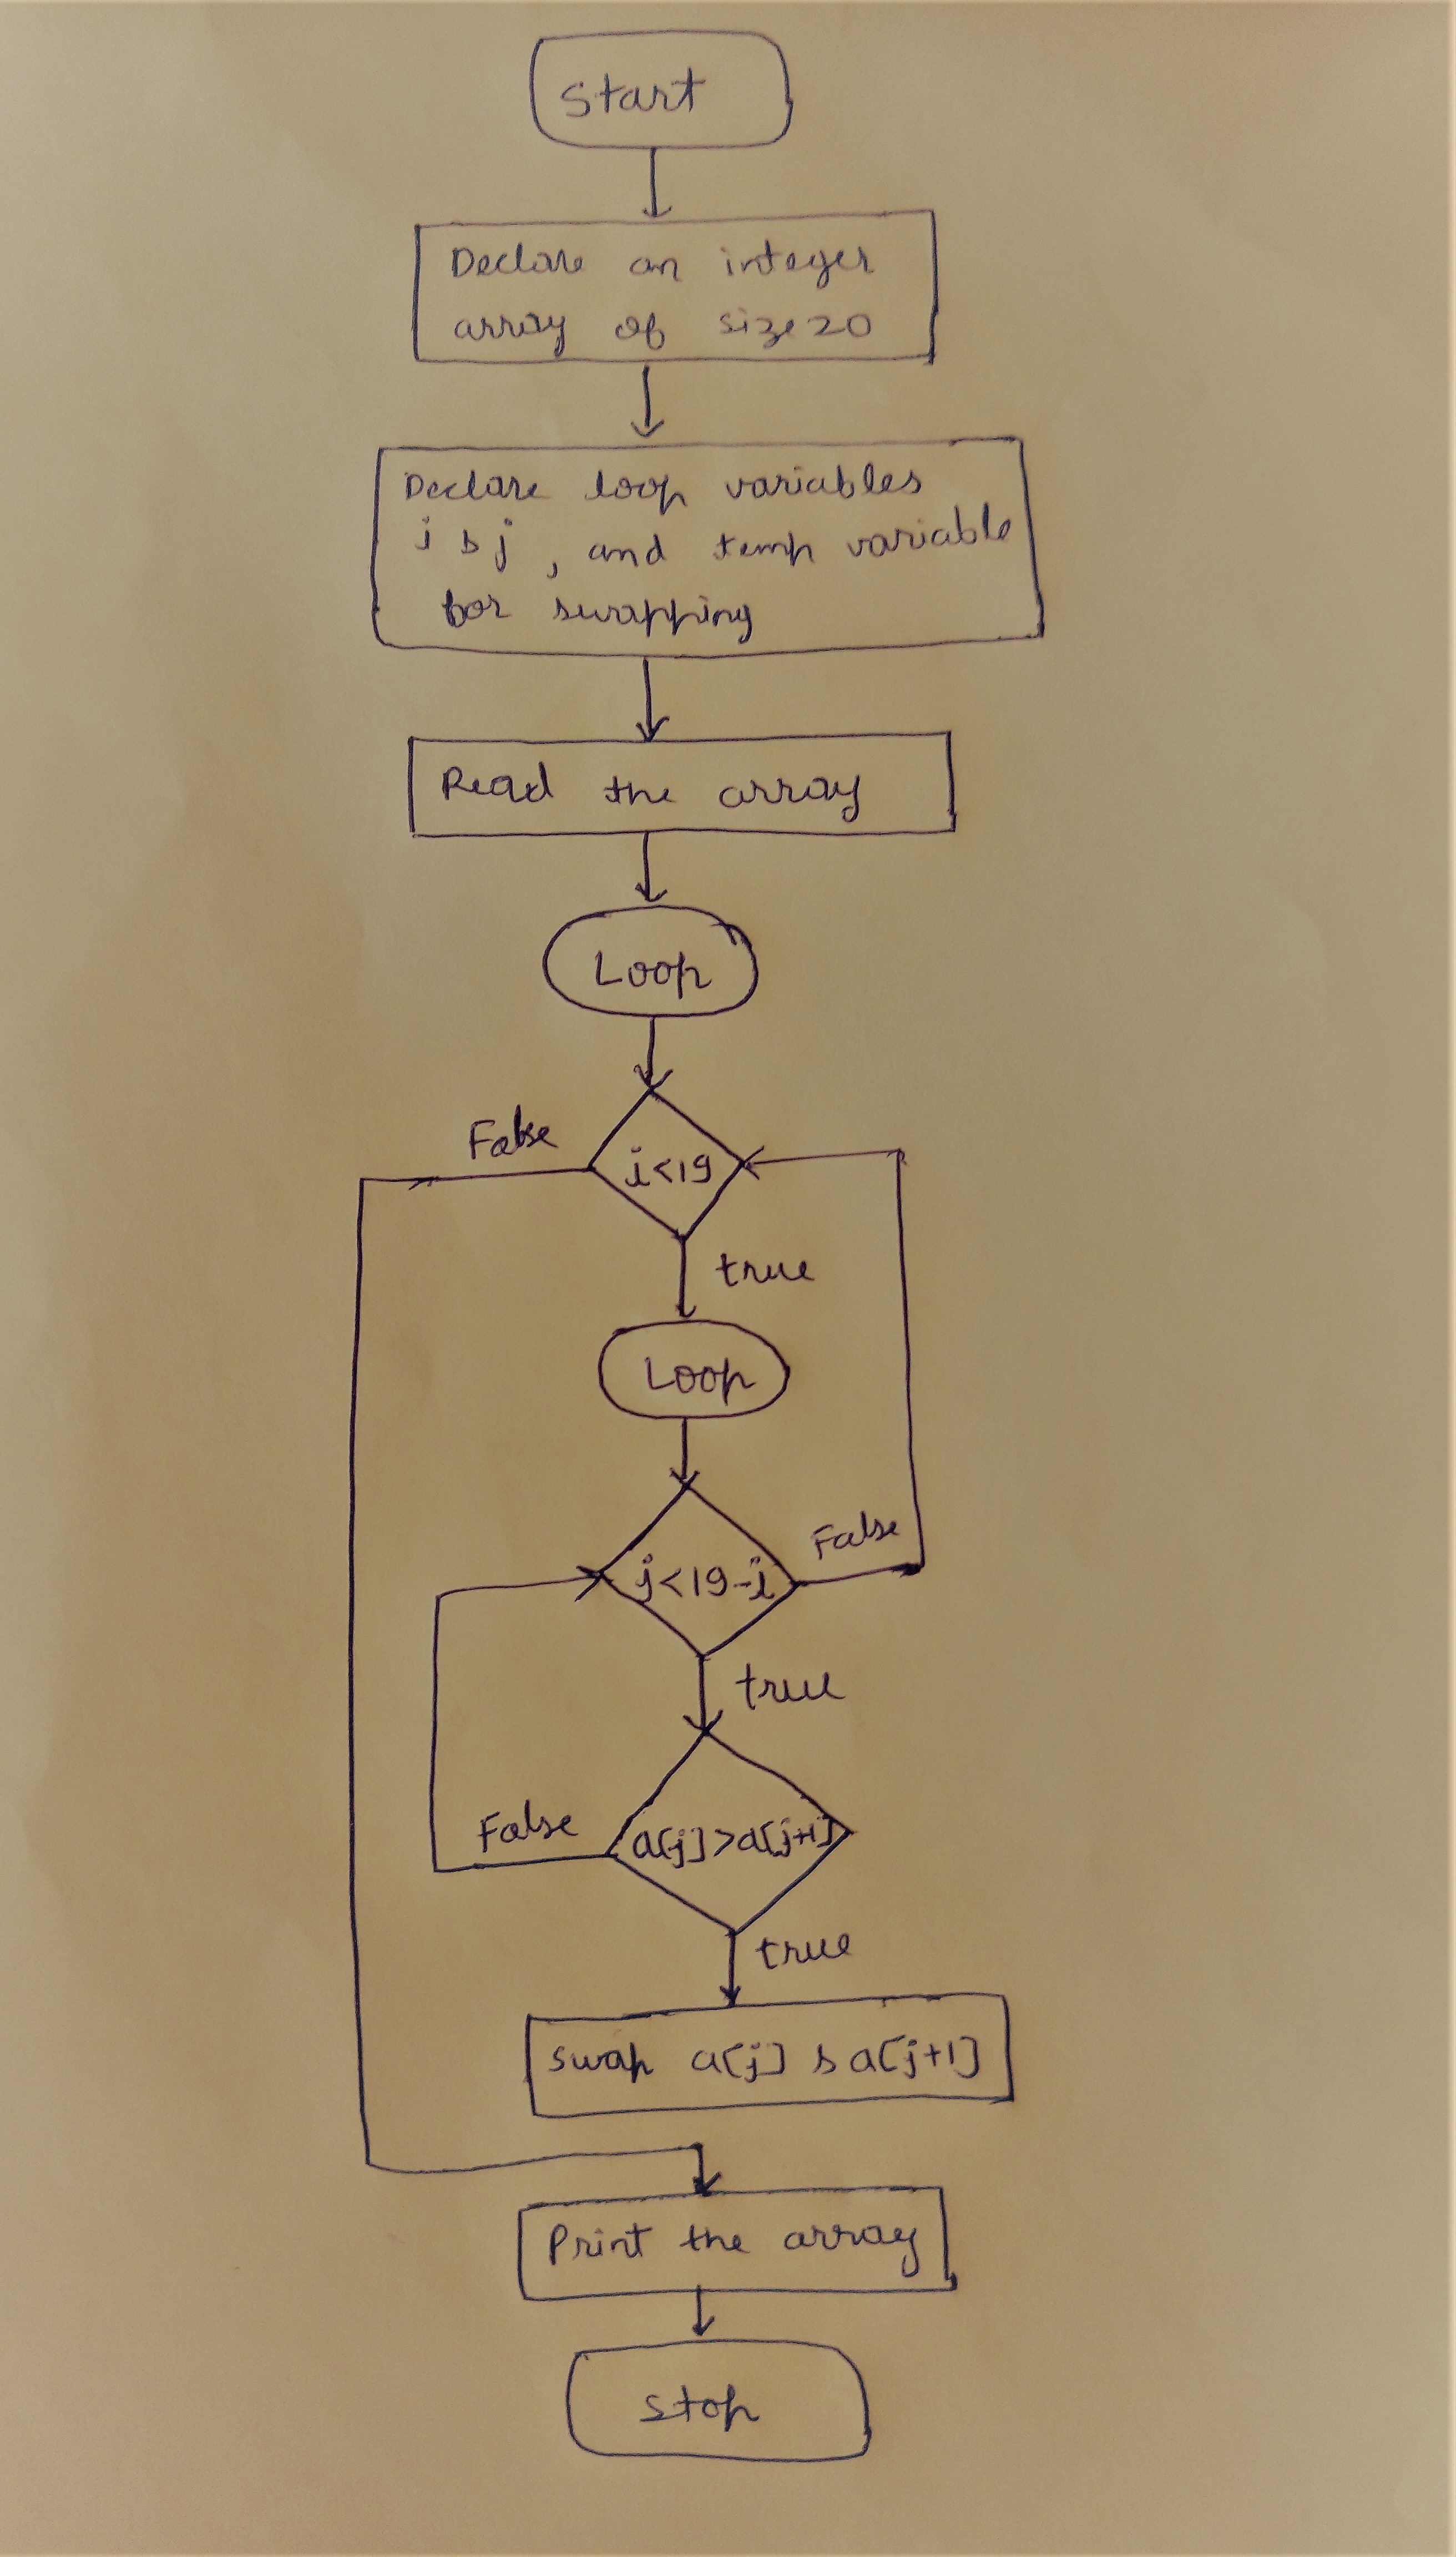 Start
Declare an integer
array of size 20
Declare loop variables
i & j, and temp variable
for swapping
Read the array
Loop
False
i<19
true
Loop
False
j<19-i
true
False
a[j]>a[j+1]
true
swap a[j] & a[j+1]
Print the array
stop